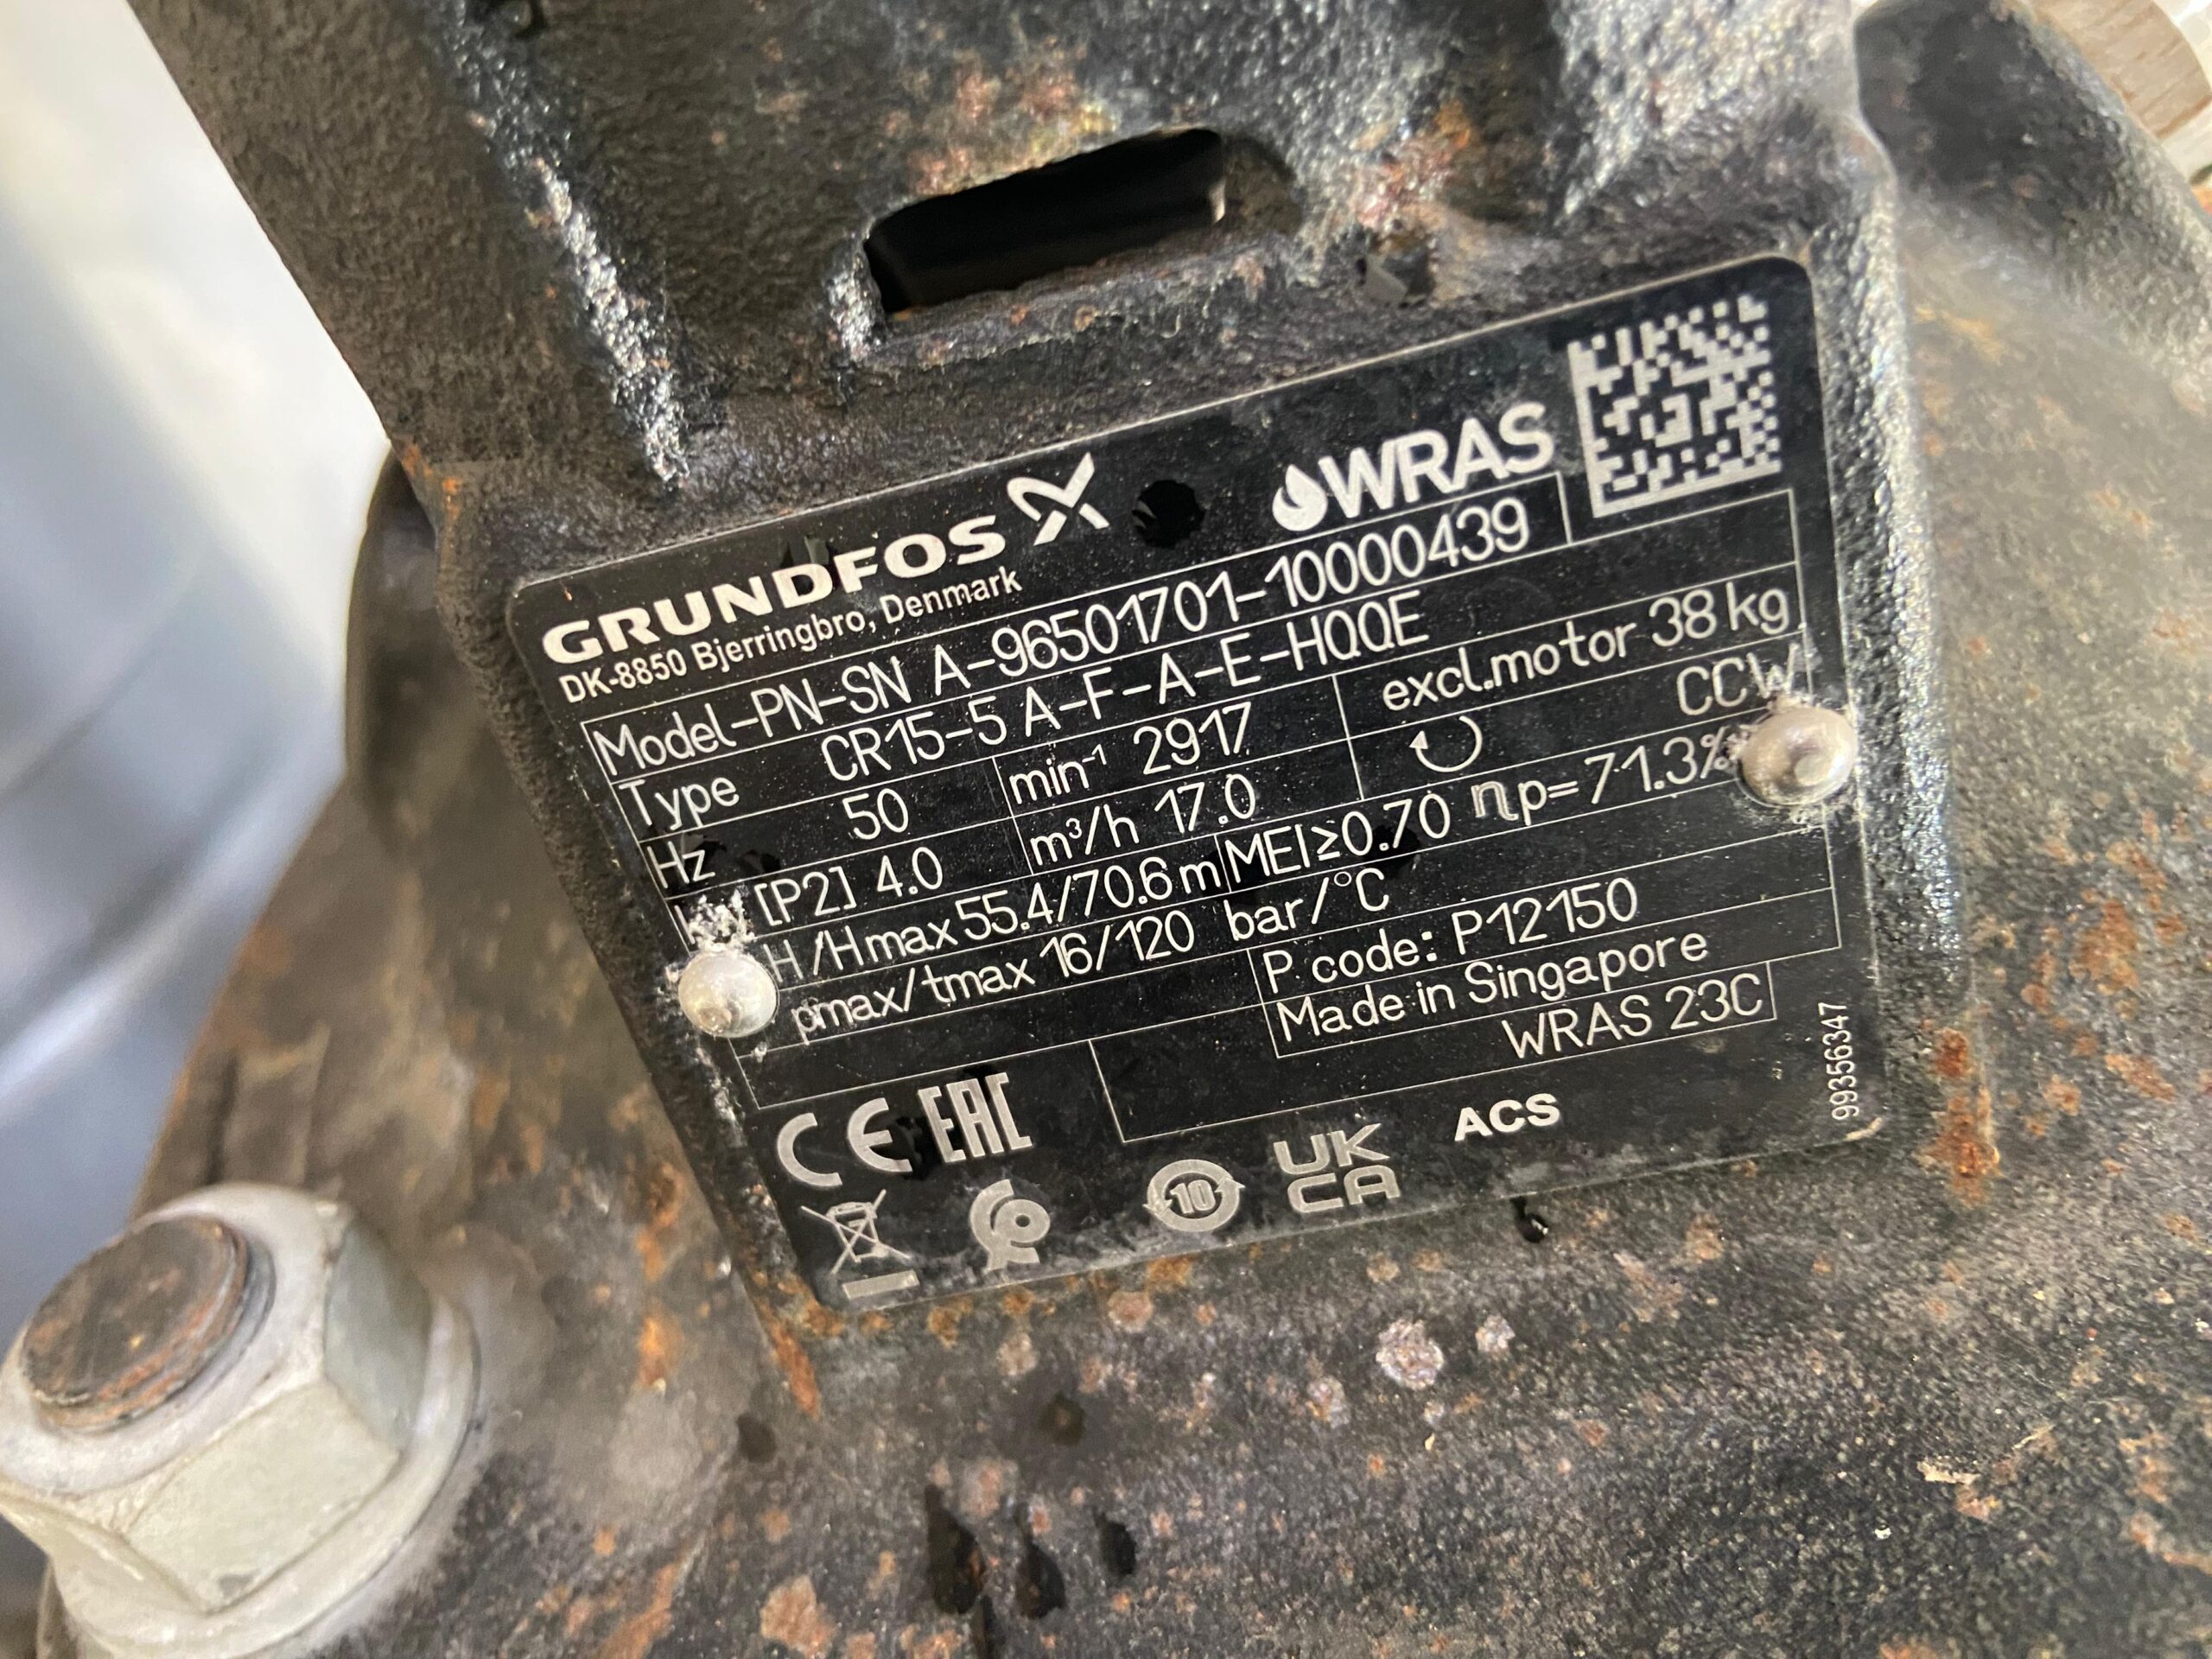 GRUNDFOS
WRAS
DK-8850 Bjerringbro, Denmark
Model-PN-SN A-96501701-10000439
Type CR15-5 A-F-A-E-HQQE
Hz 50 min⁻¹ 2917 excl.motor 38 kg
[P2] 4.0 m³/h 17.0 CCW
H/Hmax 55.4/70.6 m MEI≥0.70 ηp=71.3%
pmax/tmax 16/120 bar/°C
P code: P12150
Made in Singapore
WRAS 23C
CE EAC
10 UK CA ACS
99356347